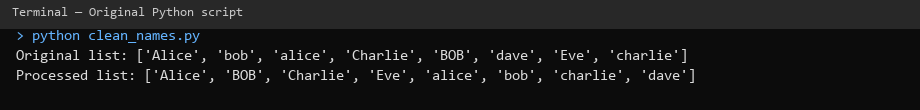 Terminal — Original Python script
> python clean_names.py
Original list: ['Alice', 'bob', 'alice', 'Charlie', 'BOB', 'dave', 'Eve', 'charlie']
Processed list: ['Alice', 'BOB', 'Charlie', 'Eve', 'alice', 'bob', 'charlie', 'dave']